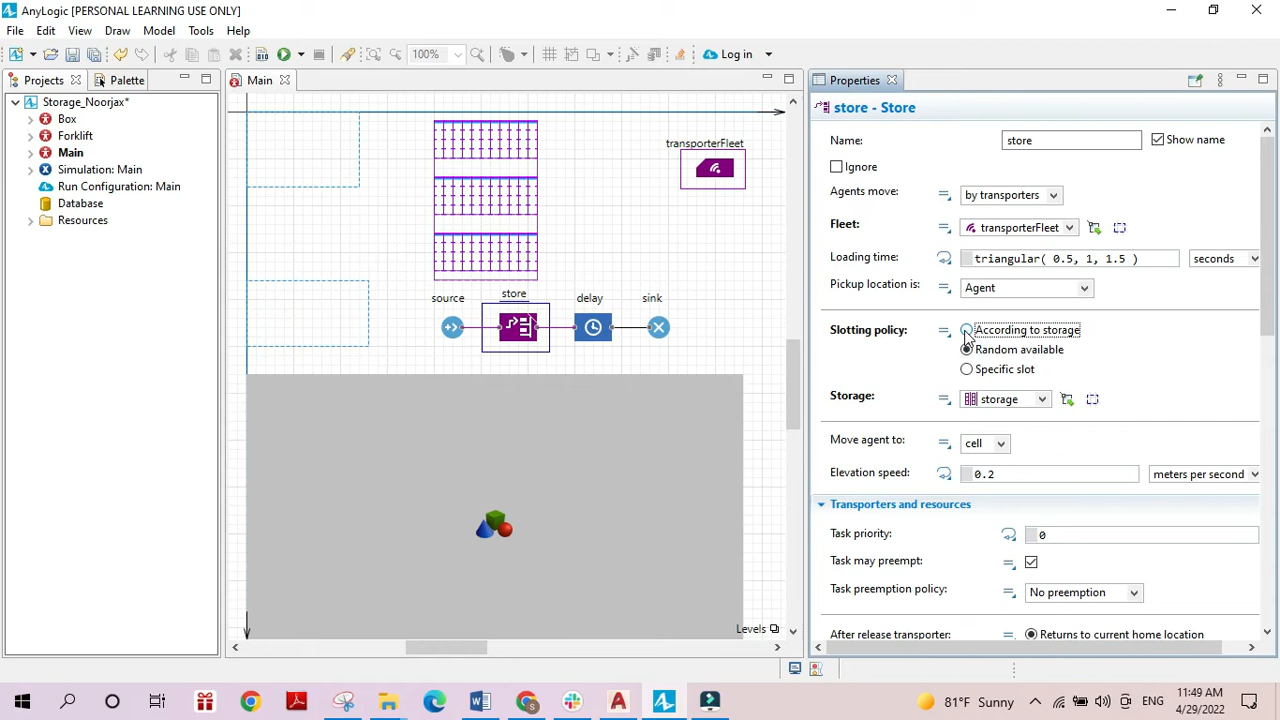 AnyLogic [PERSONAL LEARNING USE ONLY]
File Edit View Draw Model Tools Help
100% Log in
Projects Palette
Storage_Noorjax*
Box
Forklift
Main
Simulation: Main
Run Configuration: Main
Database
Resources
Main
transporterFleet
source store delay sink
Levels
Properties
store - Store
Name: store Show name
Ignore
Agents move: by transporters
Fleet: transporterFleet
Loading time: triangular( 0.5, 1, 1.5 ) seconds
Pickup location is: Agent
Slotting policy: According to storage
Random available
Specific slot
Storage: storage
Move agent to: cell
Elevation speed: 0.2 meters per second
Transporters and resources
Task priority: 0
Task may preempt:
Task preemption policy: No preemption
After release transporter: Returns to current home location
81°F Sunny ENG 11:49 AM
4/29/2022